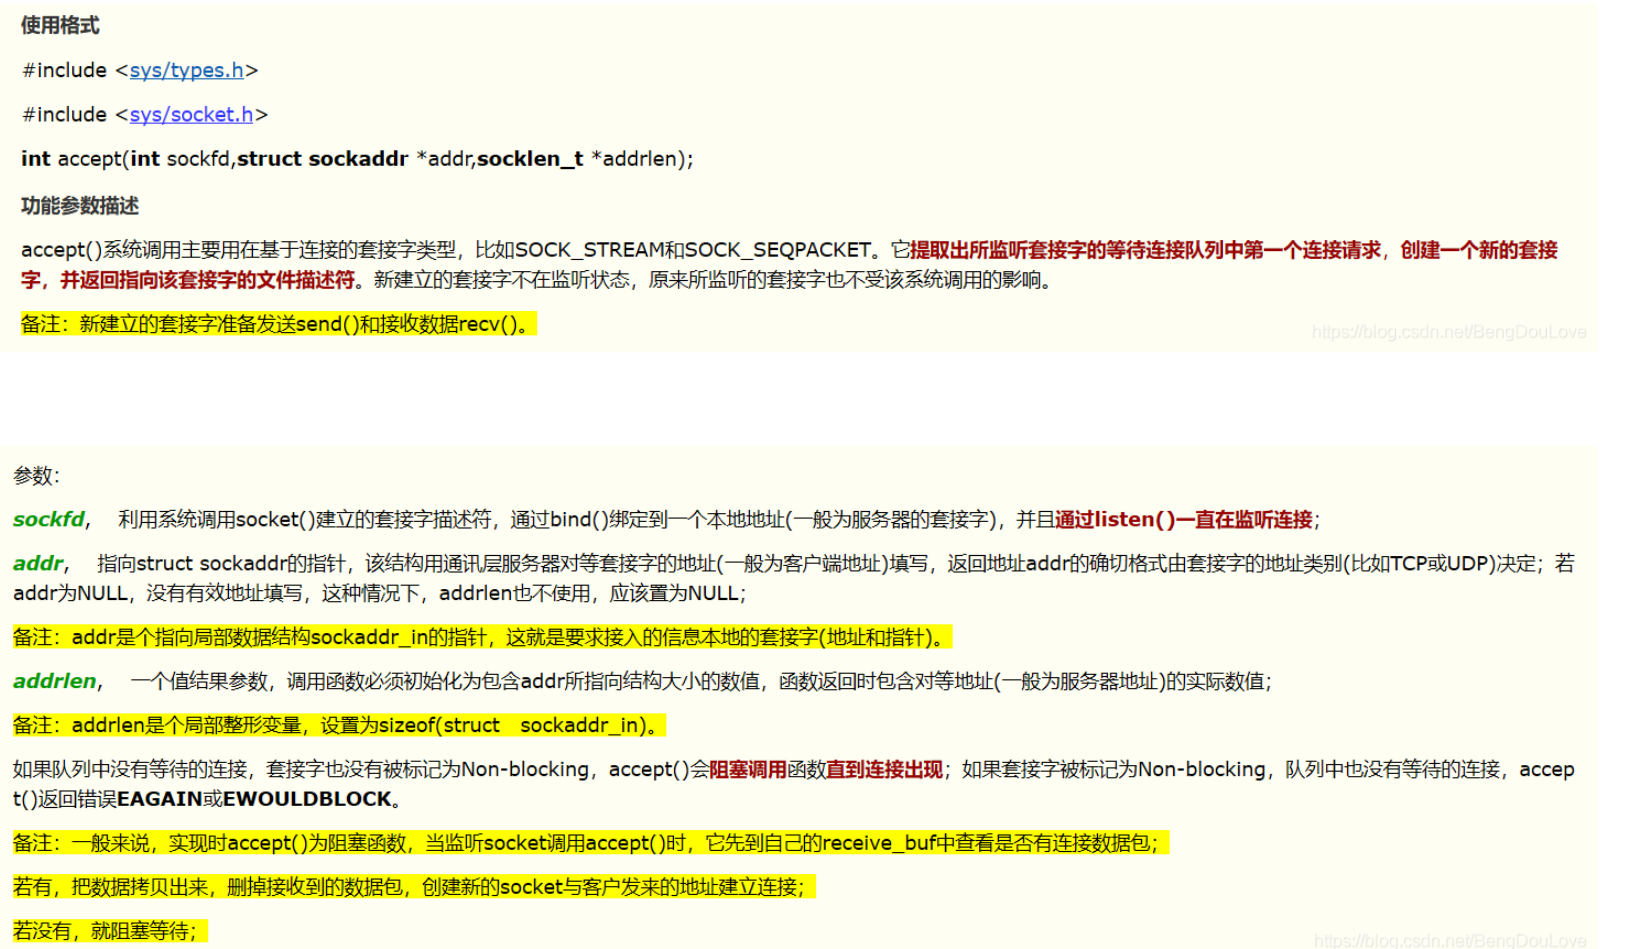 使用格式
#include <sys/types.h>
#include <sys/socket.h>
int accept(int sockfd,struct sockaddr *addr,socklen_t *addrlen);
功能参数描述
accept()系统调用主要用在基于连接的套接字类型，比如SOCK_STREAM和SOCK_SEQPACKET。它提取出所监听套接字的等待连接队列中第一个连接请求，创建一个新的套接
字，并返回指向该套接字的文件描述符。新建立的套接字不在监听状态，原来所监听的套接字也不受该系统调用的影响。
备注：新建立的套接字准备发送send()和接收数据recv()。
https://blog.csdn.net/BengDouLove
参数：
sockfd， 利用系统调用socket()建立的套接字描述符，通过bind()绑定到一个本地地址(一般为服务器的套接字)，并且通过listen()一直在监听连接；
addr， 指向struct sockaddr的指针，该结构用通讯层服务器对等套接字的地址(一般为客户端地址)填写，返回地址addr的确切格式由套接字的地址类别(比如TCP或UDP)决定；若
addr为NULL，没有有效地址填写，这种情况下，addrlen也不使用，应该置为NULL；
备注：addr是个指向局部数据结构sockaddr_in的指针，这就是要求接入的信息本地的套接字(地址和指针)。
addrlen， 一个值结果参数，调用函数必须初始化为包含addr所指向结构大小的数值，函数返回时包含对等地址(一般为服务器地址)的实际数值；
备注：addrlen是个局部整形变量，设置为sizeof(struct sockaddr_in)。
如果队列中没有等待的连接，套接字也没有被标记为Non-blocking，accept()会阻塞调用函数直到连接出现；如果套接字被标记为Non-blocking，队列中也没有等待的连接，accep
t()返回错误EAGAIN或EWOULDBLOCK。
备注：一般来说，实现时accept()为阻塞函数，当监听socket调用accept()时，它先到自己的receive_buf中查看是否有连接数据包；
若有，把数据拷贝出来，删掉接收到的数据包，创建新的socket与客户发来的地址建立连接；
若没有，就阻塞等待；
https://blog.csdn.net/BengDouLove